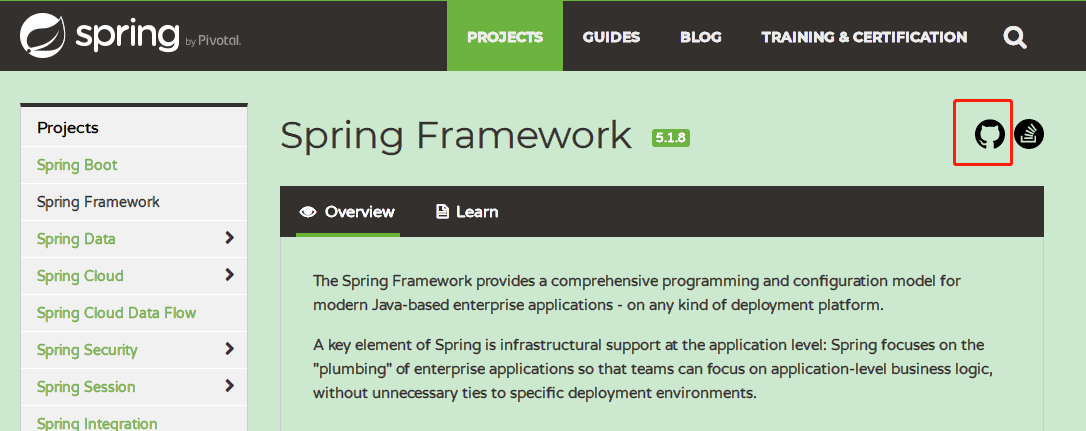 spring by Pivotal.
PROJECTS GUIDES BLOG TRAINING & CERTIFICATION
Projects
Spring Boot
Spring Framework
Spring Data
Spring Cloud
Spring Cloud Data Flow
Spring Security
Spring Session
Spring Integration
Spring Framework 5.1.8
Overview Learn
The Spring Framework provides a comprehensive programming and configuration model for
modern Java-based enterprise applications - on any kind of deployment platform.
A key element of Spring is infrastructural support at the application level: Spring focuses on the
"plumbing" of enterprise applications so that teams can focus on application-level business logic,
without unnecessary ties to specific deployment environments.